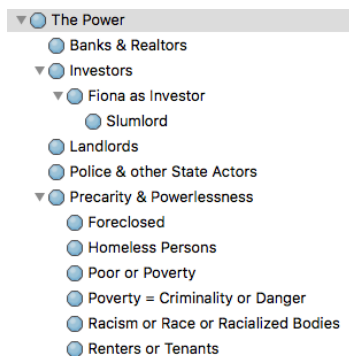 The Power
Banks & Realtors
Investors
Fiona as Investor
Slumlord
Landlords
Police & other State Actors
Precarity & Powerlessness
Foreclosed
Homeless Persons
Poor or Poverty
Poverty = Criminality or Danger
Racism or Race or Racialized Bodies
Renters or Tenants